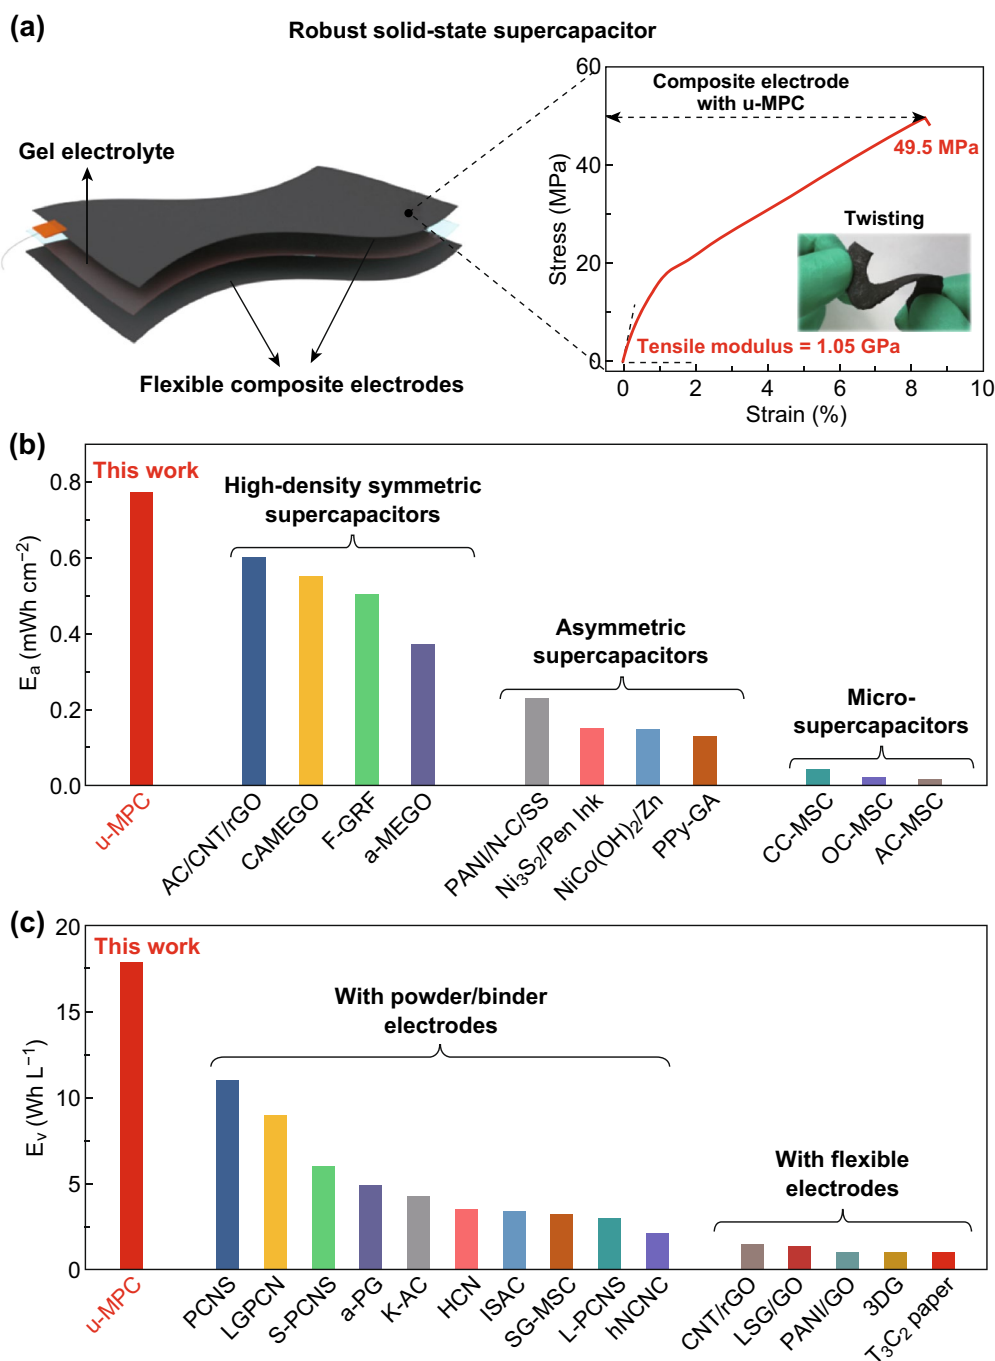 (a)
Robust solid-state supercapacitor
Gel electrolyte
Flexible composite electrodes
60
40
20
0
Stress (MPa)
Composite electrode
with u-MPC
49.5 MPa
Twisting
Tensile modulus = 1.05 GPa
0 2 4 6 8 10
Strain (%)
(b)
0.8
0.6
0.4
0.2
0.0
Eₐ (mWh cm⁻²)
This work
High-density symmetric
supercapacitors
Asymmetric
supercapacitors
Micro-
supercapacitors
u-MPC
AC/CNT/rGO
CAMEGO
F-GRF
a-MEGO
PANI/N-C/SS
Ni₃S₂/Pen Ink
NiCo(OH)₂/Zn
PPy-GA
CC-MSC
OC-MSC
AC-MSC
(c)
20
15
10
5
0
Eᵥ (Wh L⁻¹)
This work
With powder/binder
electrodes
With flexible
electrodes
u-MPC
PCNS
LGPCN
S-PCNS
a-PG
K-AC
HCN
ISAC
SG-MSC
L-PCNS
hNCNC
CNT/rGO
LSG/GO
PANI/GO
3DG
T₃C₂ paper